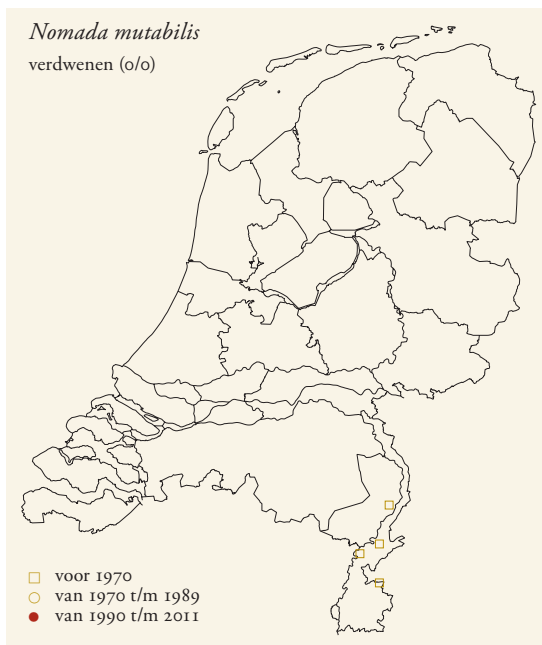 Nomada mutabilis
verdwenen (0/0)
voor 1970
van 1970 t/m 1989
van 1990 t/m 2011